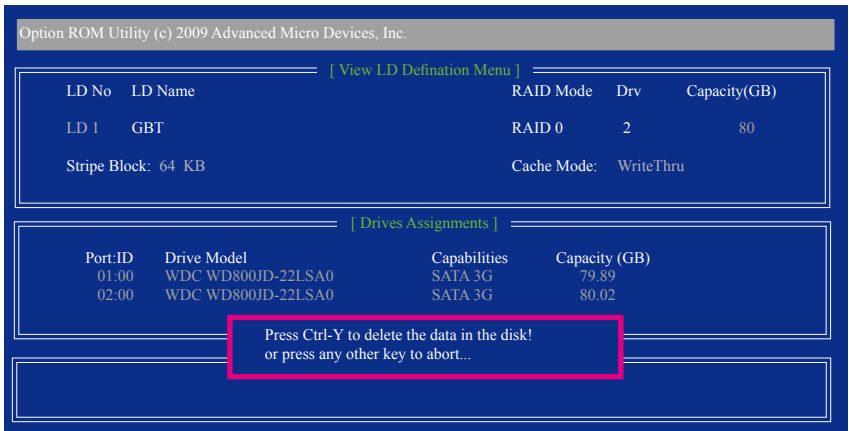 Option ROM Utility (c) 2009 Advanced Micro Devices, Inc.
[ View LD Defination Menu ]
LD No LD Name RAID Mode Drv Capacity(GB)
LD 1 GBT RAID 0 2 80
Stripe Block: 64 KB Cache Mode: WriteThru
[ Drives Assignments ]
Port:ID Drive Model Capabilities Capacity (GB)
01:00 WDC WD800JD-22LSA0 SATA 3G 79.89
02:00 WDC WD800JD-22LSA0 SATA 3G 80.02
Press Ctrl-Y to delete the data in the disk!
or press any other key to abort...